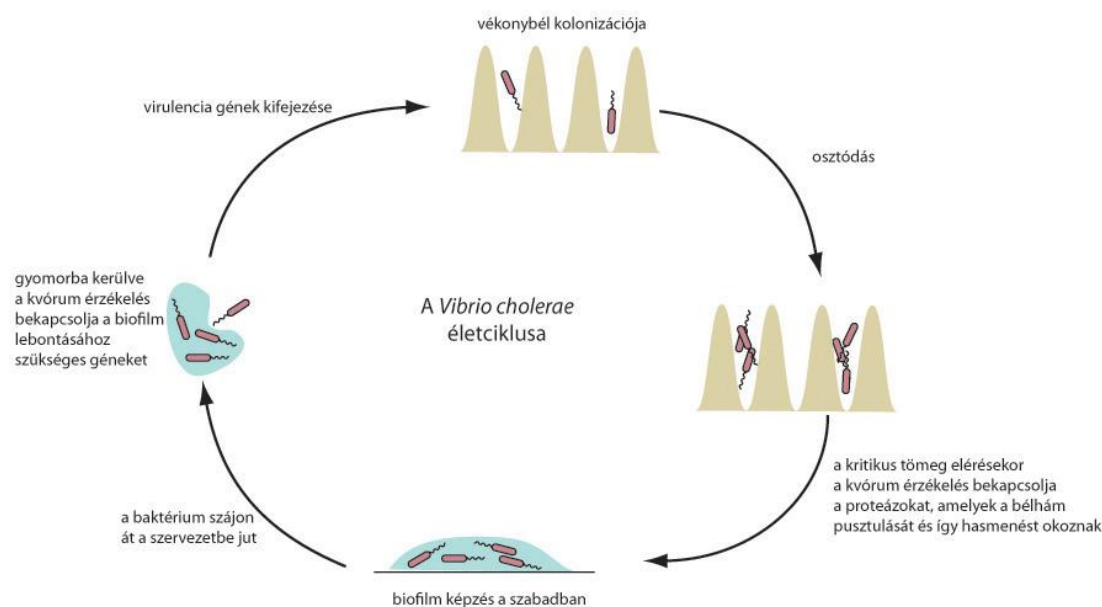 vékonybél kolonizációja
virulencia gének kifejezése
osztódás
gyomorba kerülve
a kvórum érzékelés
bekapcsolja a biofilm
lebontásához
szükséges géneket
A Vibrio cholerae
életciklusa
a kritikus tömeg elérésekor
a kvórum érzékelés bekapcsolja
a proteázokat, amelyek a bélhám
pusztulását és így hasmenést okoznak
a baktérium szájon
át a szervezetbe jut
biofilm képzés a szabadban